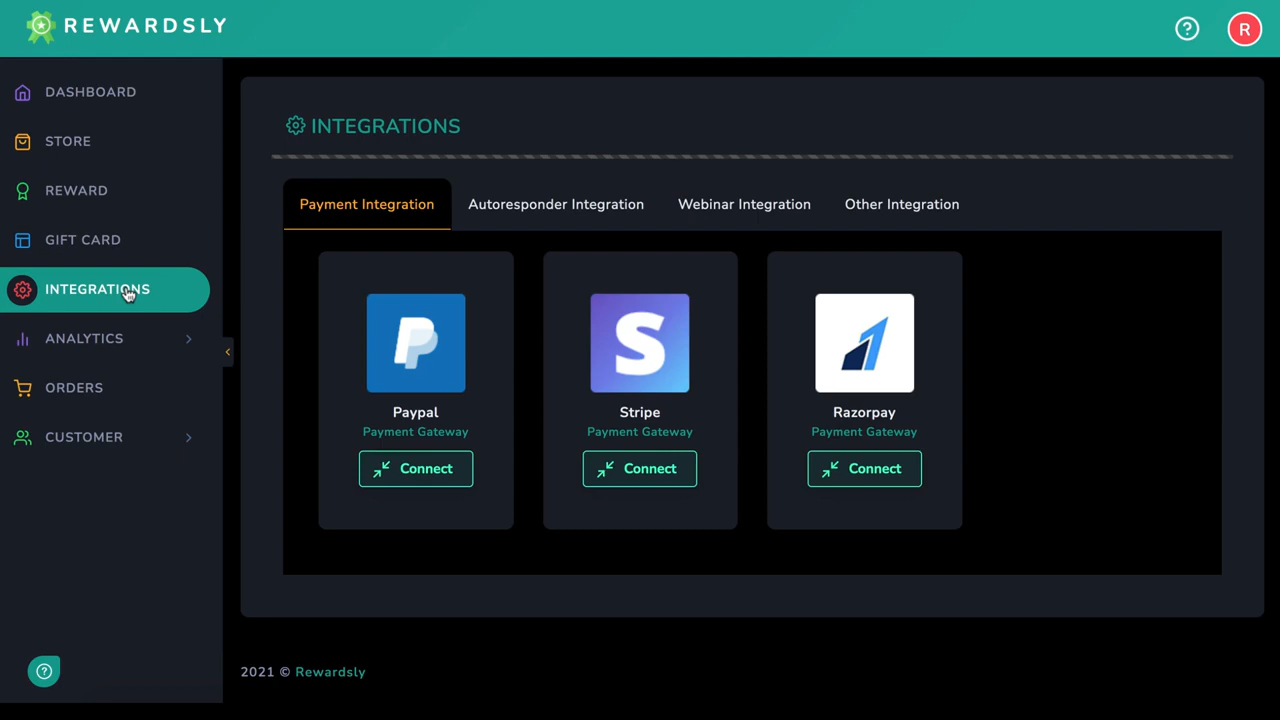 REWARDSLY
R
DASHBOARD
STORE
REWARD
GIFT CARD
INTEGRATIONS
ANALYTICS
ORDERS
CUSTOMER
INTEGRATIONS
Payment Integration
Autoresponder Integration
Webinar Integration
Other Integration
Paypal
Payment Gateway
Connect
Stripe
Payment Gateway
Connect
Razorpay
Payment Gateway
Connect
2021 © Rewardsly